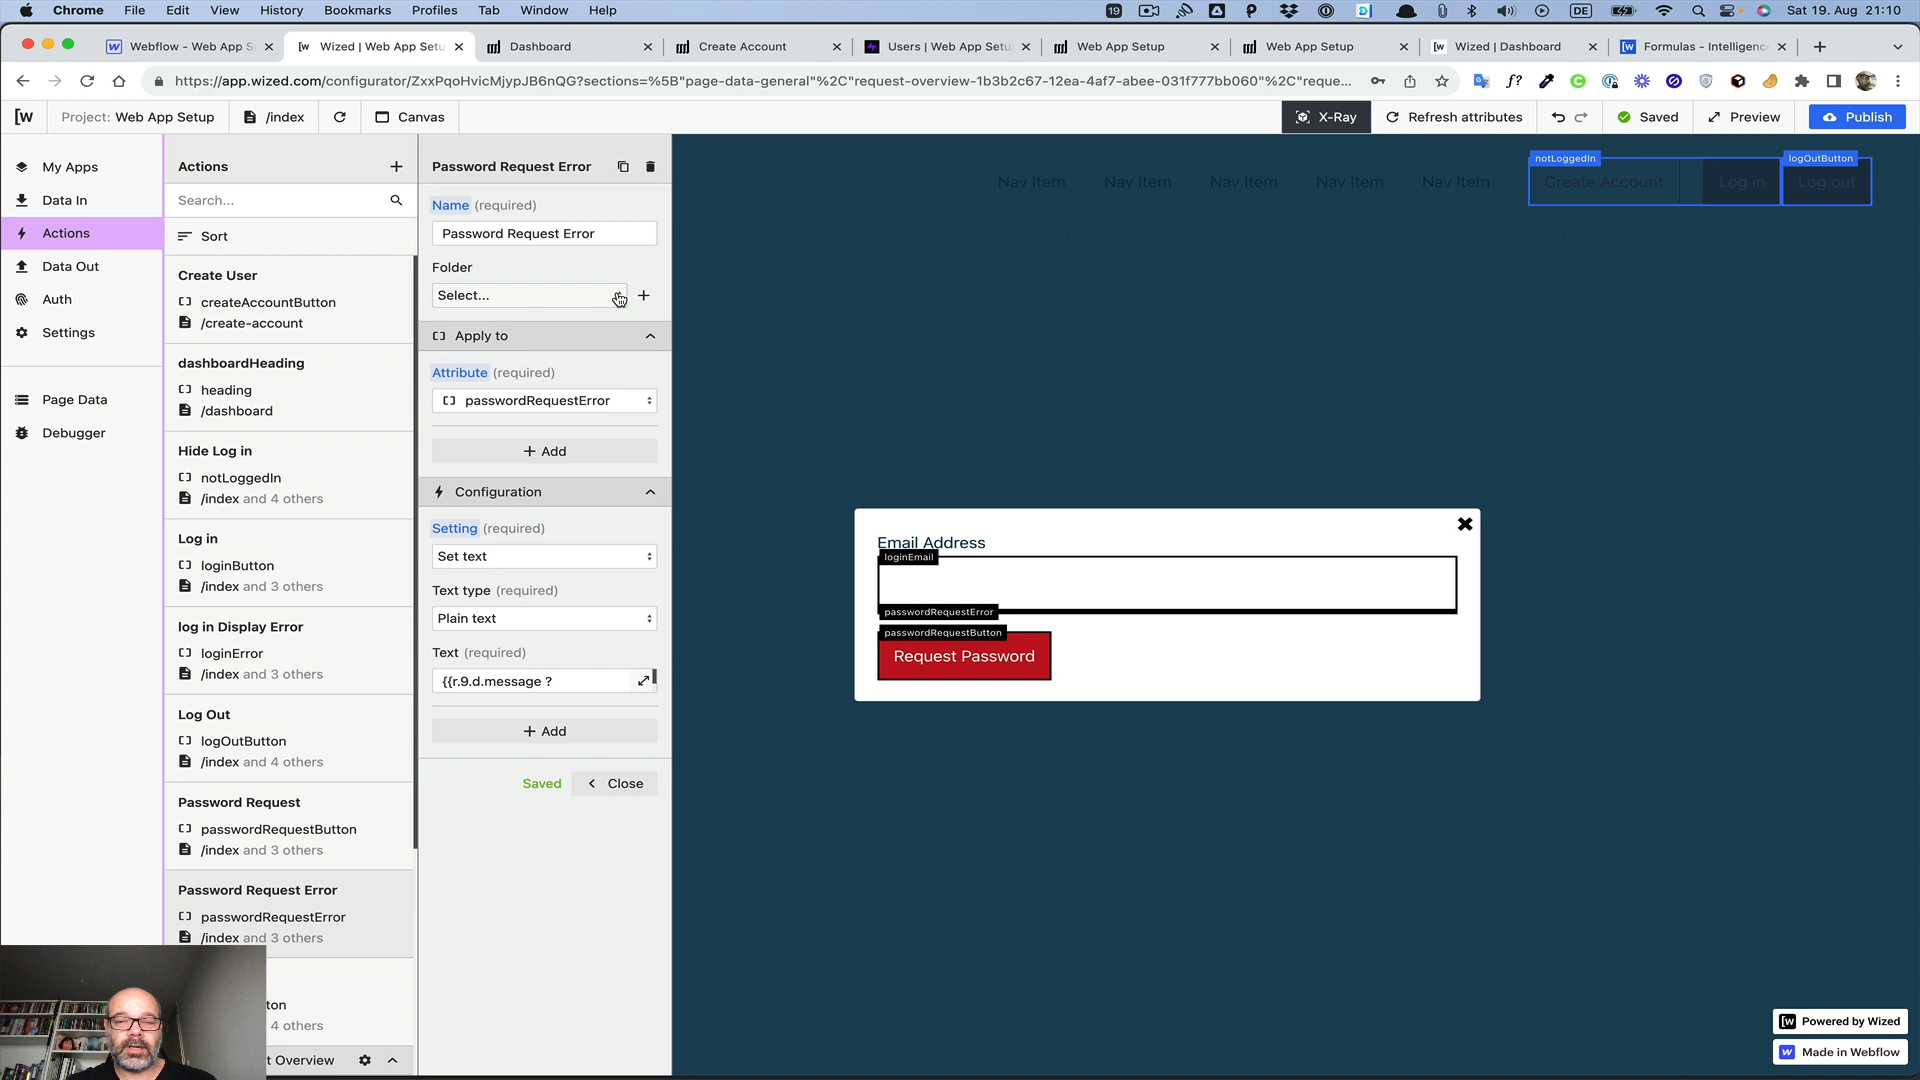 Chrome File Edit View History Bookmarks Profiles Tab Window Help 19 DE Sat 19. Aug 21:10
Webflow - Web App S Wized | Web App Setu Dashboard Create Account Users | Web App Setu Web App Setup Web App Setup Wized | Dashboard Formulas - Intelligenc
https://app.wized.com/configurator/ZxxPqoHvicMjypJB6nQG?sections=%5B"page-data-general"%2C"request-overview-1b3b2c67-12ea-4af7-abee-031f777bb060"%2C"reque... f?
[w Project: Web App Setup /index Canvas X-Ray Refresh attributes Saved Preview Publish
My Apps
Data In
Actions
Data Out
Auth
Settings
Page Data
Debugger
Actions
Search...
Sort
Create User
createAccountButton
/create-account
dashboardHeading
heading
/dashboard
Hide Log in
notLoggedIn
/index and 4 others
Log in
loginButton
/index and 3 others
log in Display Error
loginError
/index and 3 others
Log Out
logOutButton
/index and 4 others
Password Request
passwordRequestButton
/index and 3 others
Password Request Error
passwordRequestError
/index and 3 others
ton
4 others
t Overview
Password Request Error
Name (required)
Password Request Error
Folder
Select...
Apply to
Attribute (required)
passwordRequestError
Add
Configuration
Setting (required)
Set text
Text type (required)
Plain text
Text (required)
{{r.9.d.message ?
Add
Saved Close
notLoggedIn logOutButton
Nav Item Nav Item Nav Item Nav Item Nav Item Create Account Log in Log out
Email Address
loginEmail
passwordRequestError
passwordRequestButton
Request Password
Powered by Wized
Made in Webflow